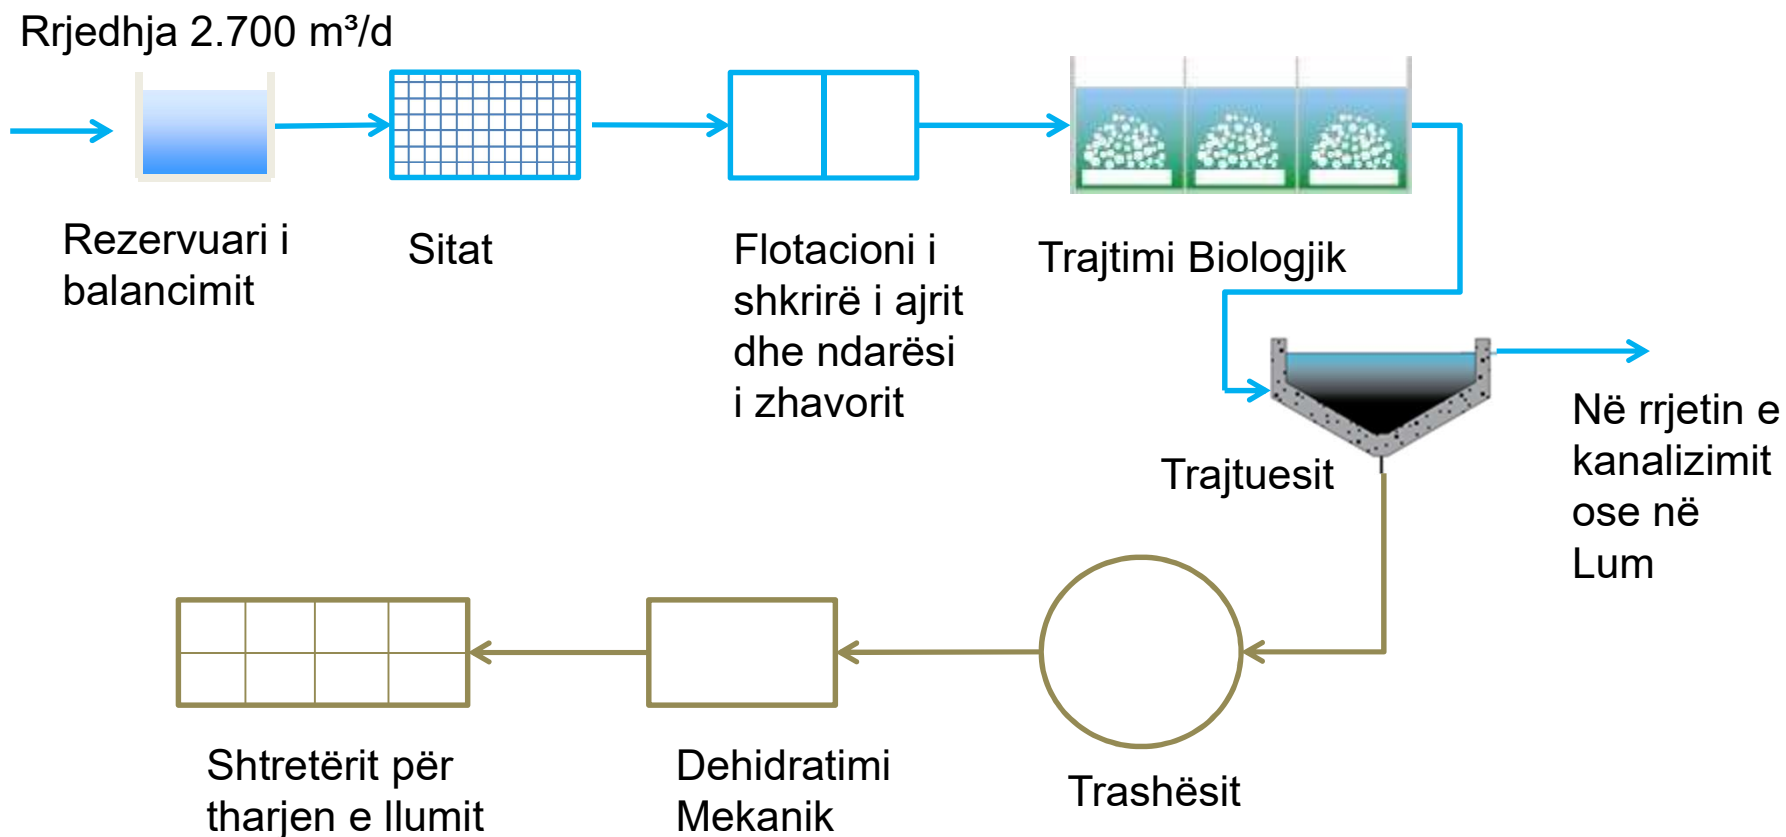 Rrjedhja 2.700 m³/d
Rezervuari i
balancimit
Sitat
Flotacioni i
shkrirë i ajrit
dhe ndarësi
i zhavorit
Trajtimi Biologjik
Trajtuesit
Në rrjetin e
kanalizimit
ose në
Lum
Shtretërit për
tharjen e llumit
Dehidratimi
Mekanik
Trashësit